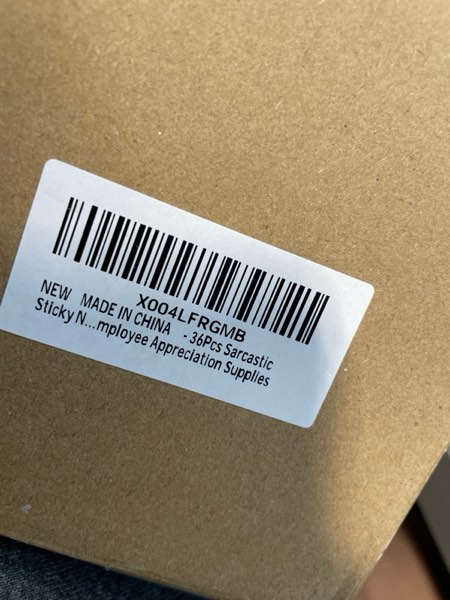 X004LFRGMB
NEW MADE IN CHINA -36Pcs Sarcastic
Sticky N...mployee Appreciation Supplies